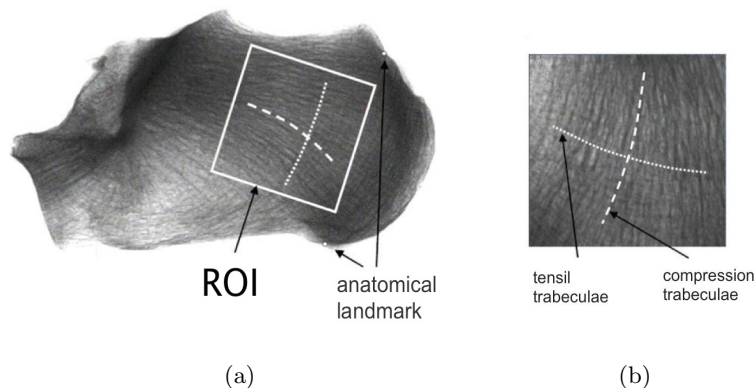 ROI
anatomical
landmark
tensil
trabeculae
compression
trabeculae
(a)
(b)